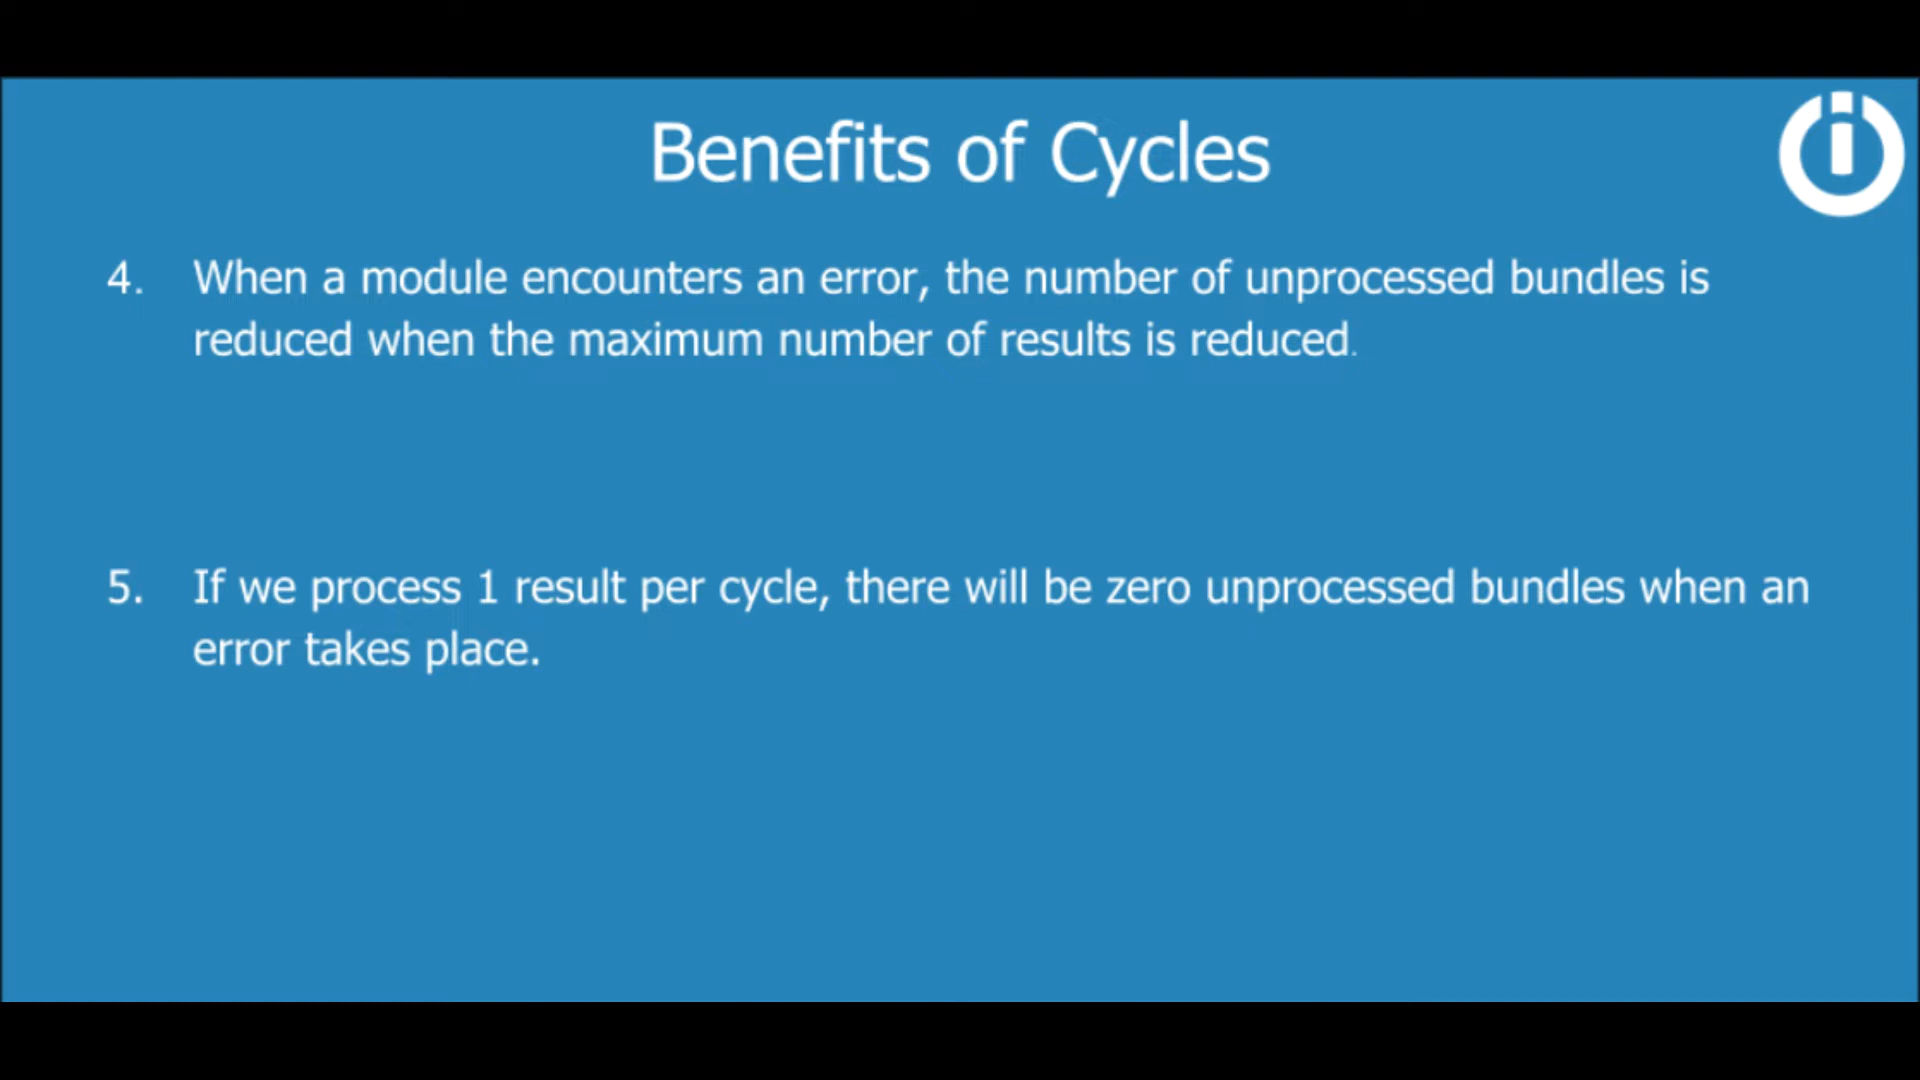 Benefits of Cycles
4. When a module encounters an error, the number of unprocessed bundles is
reduced when the maximum number of results is reduced.
5. If we process 1 result per cycle, there will be zero unprocessed bundles when an
error takes place.